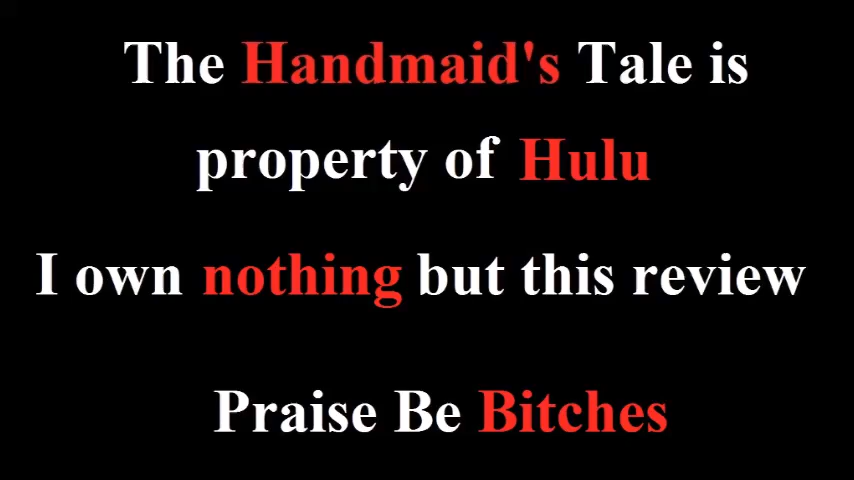 The Handmaid's Tale is
property of Hulu
I own nothing but this review
Praise Be Bitches